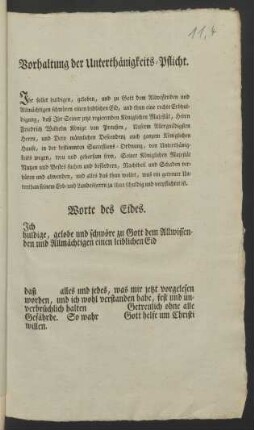 11,4
Vorhaltung der Unterthänigkeits-Pflicht.
Ihr sollet huldigen, geloben, und zu Gott dem Allwissenden und
Allmächtigen schwören einen leiblichen Eid, und thun eine rechte Erbhul-
digung, daß Ihr Seiner jetzt regierenden Königlichen Majestät, Herrn
Friedrich Wilhelm Könige von Preussen, Unserm Allergnädigsten
Herrn, und Dero männlichen Descendenz auch ganzem Königlichen
Hause, in der bestimmten Successions-Ordnung, von Unterthänig-
keit wegen, treu und gehorsam seyn, Seiner Königlichen Majestät
Nutzen und Bestes suchen und befördern, Nachtheil und Schaden ver-
hüten und abwenden, und alles das thun wollet, was ein getreuer Un-
terthan seinem Erb- und Landesherrn zu thun schuldig und verpflichtet ist.
Worte des Eides.
Ich
huldige, gelobe und schwöre zu Gott dem Allwissen-
den und Allmächtigen einen leiblichen Eid
daß alles und jedes, was mir jetzt vorgelesen
worden, und ich wohl verstanden habe, fest und un-
verbrüchlich halten Getreulich ohne alle
Gefährde. So wahr Gott helfe um Christi
willen.